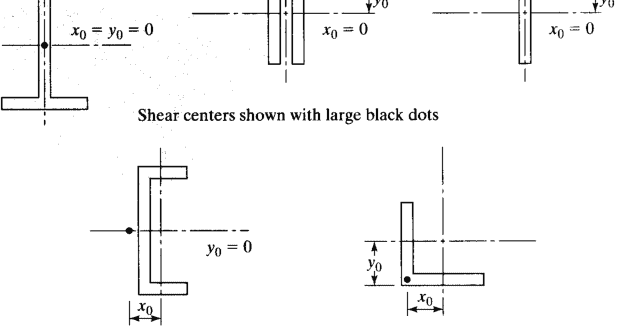 x₀ = y₀ = 0
y₀
x₀ = 0
y₀
x₀ = 0
Shear centers shown with large black dots
y₀ = 0
x₀
y₀
x₀